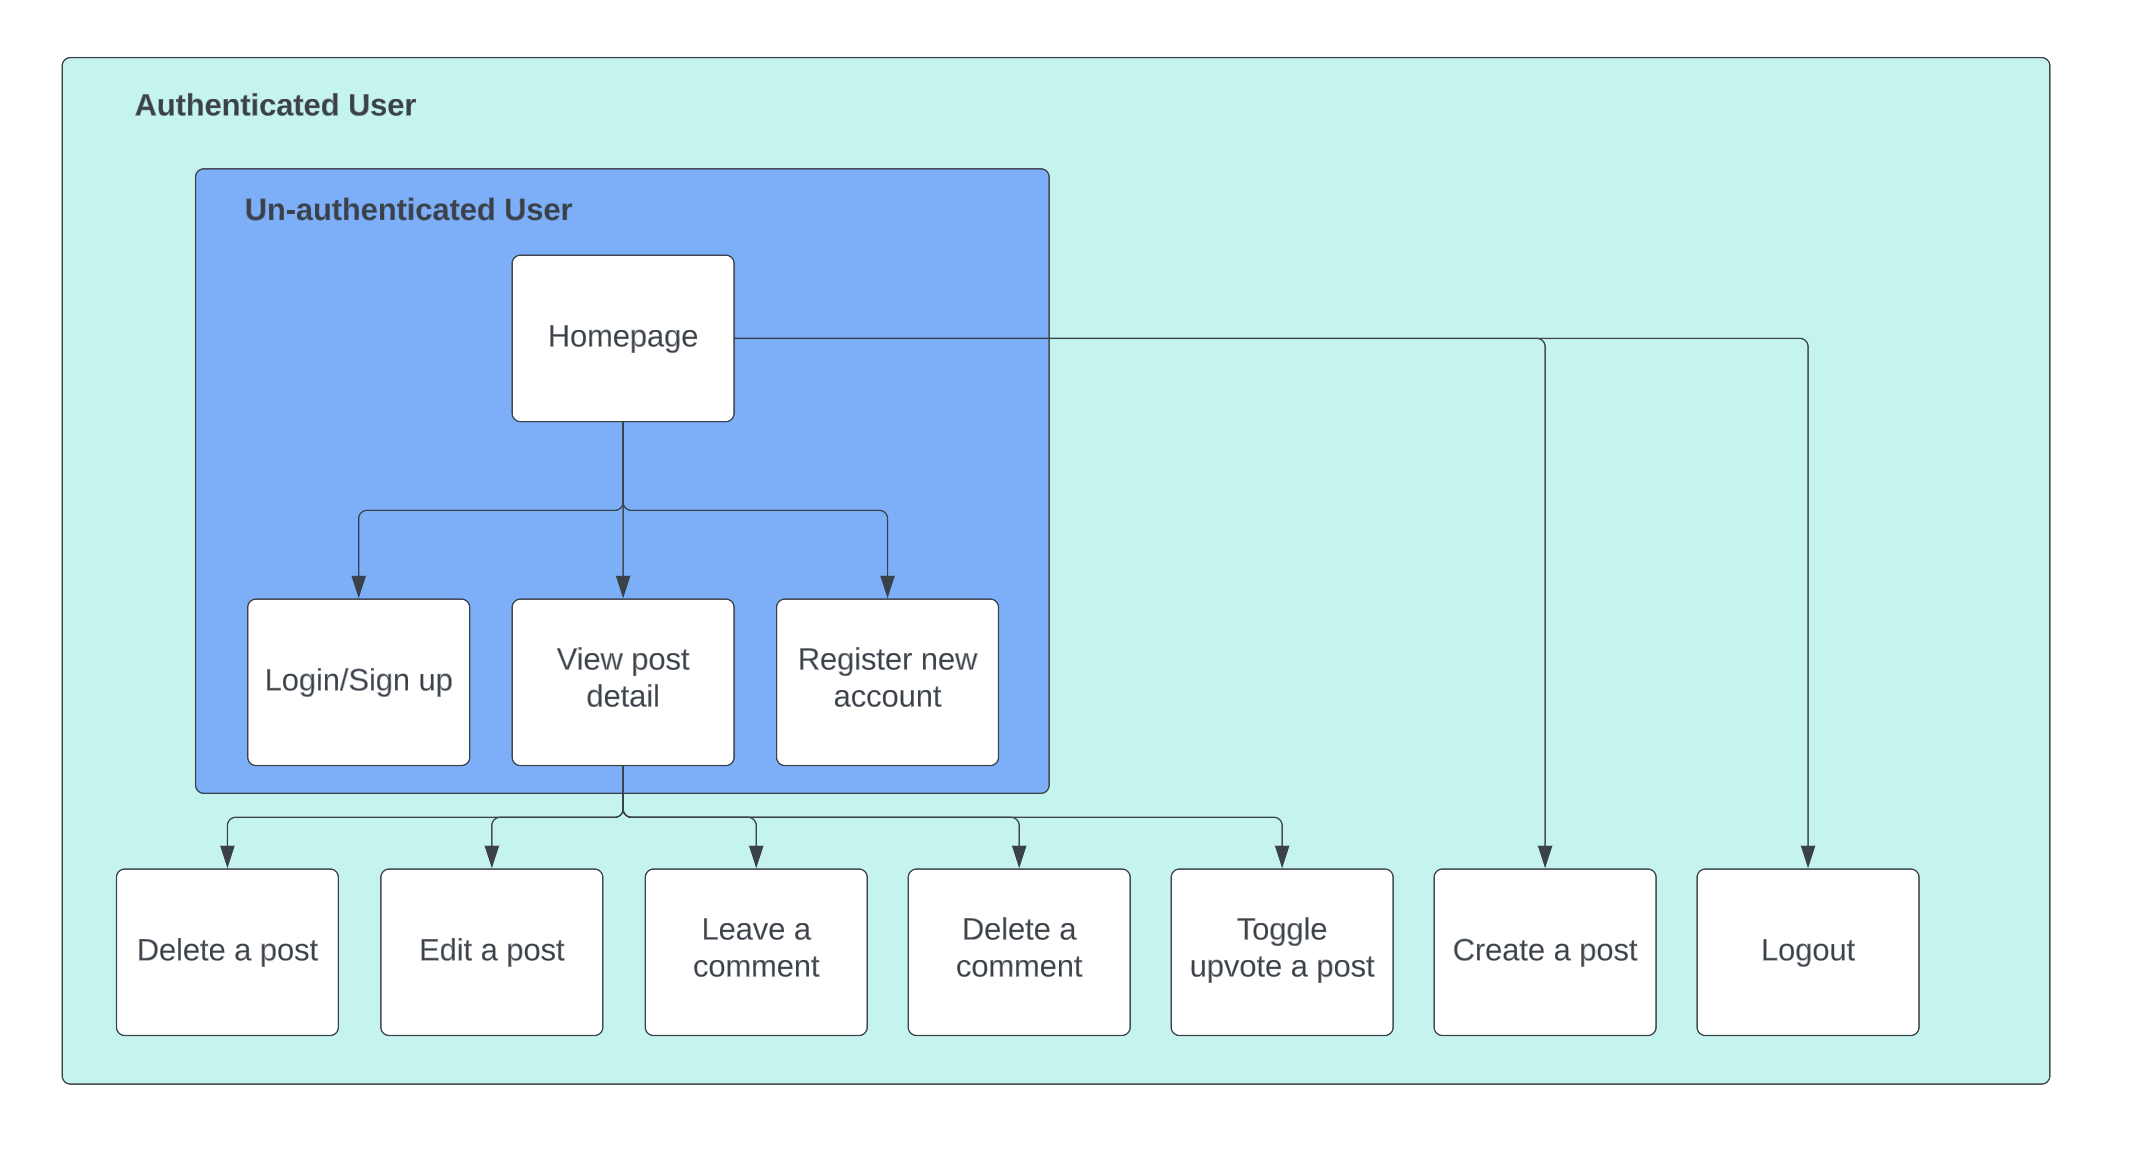 Authenticated User
Un-authenticated User
Homepage
Login/Sign up
View post
detail
Register new
account
Delete a post
Edit a post
Leave a
comment
Delete a
comment
Toggle
upvote a post
Create a post
Logout